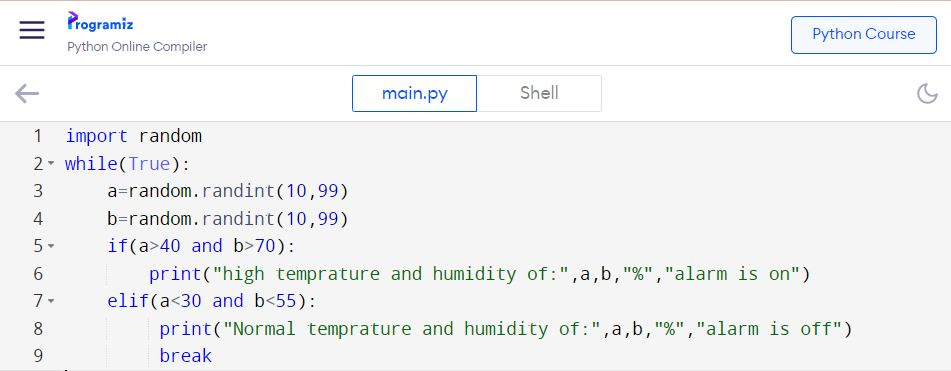 Programiz
Python Online Compiler
Python Course
main.py
Shell
1 import random
2 while(True):
3     a=random.randint(10,99)
4     b=random.randint(10,99)
5     if(a>40 and b>70):
6         print("high temprature and humidity of:",a,b,"%","alarm is on")
7     elif(a<30 and b<55):
8          print("Normal temprature and humidity of:",a,b,"%","alarm is off")
9          break